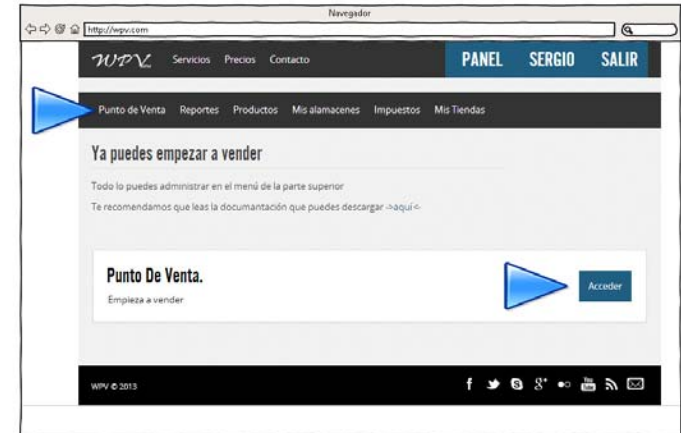 Navegador
http://wpv.com
WPV Servicios Precios Contacto PANEL SERGIO SALIR
Punto de Venta Reportes Productos Mis alamacenes Impuestos Mis Tiendas
Ya puedes empezar a vender
Todo lo puedes administrar en el menú de la parte superior
Te recomendamos que leas la documantación que puedes descargar ->aquí<-
Punto De Venta.
Empieza a vender
Acceder
WPV © 2013
You Tube